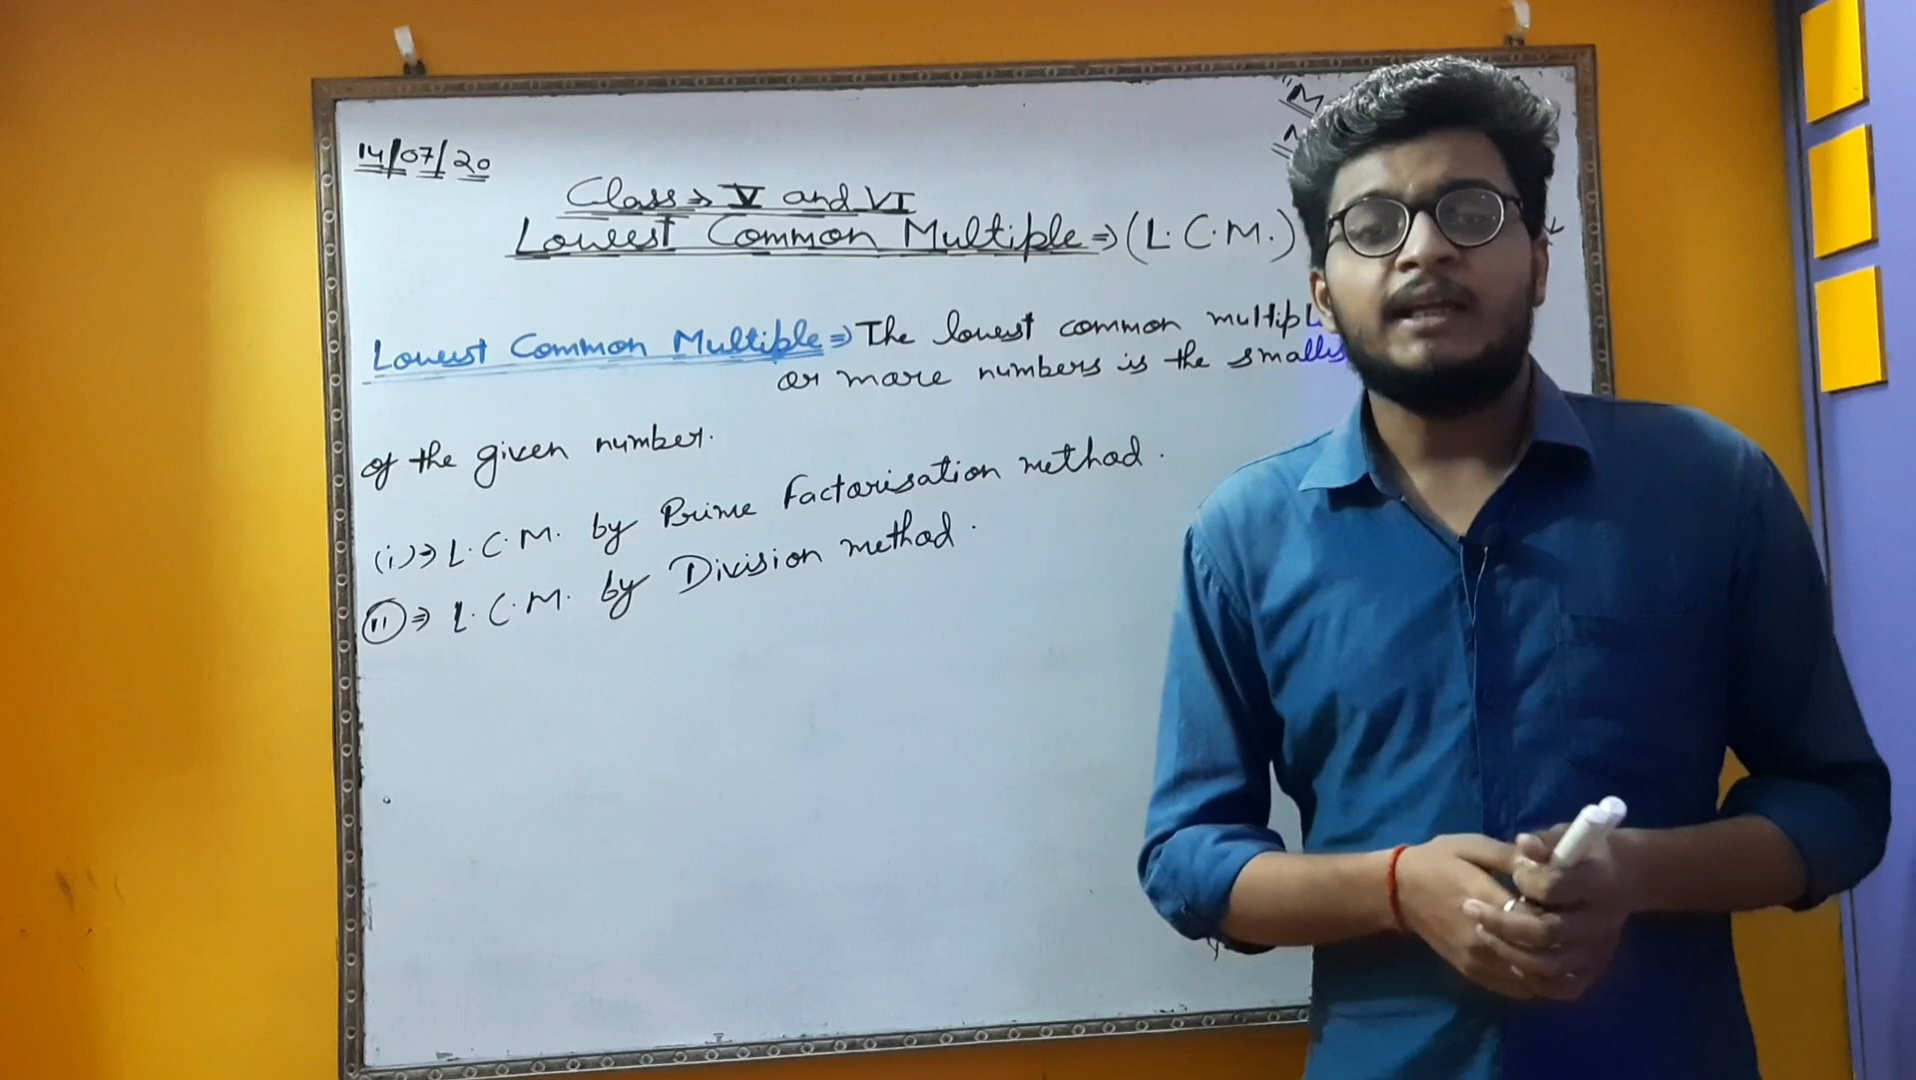 14/07/20
Class → V and VI
Lowest Common Multiple ⇒ (L.C.M.)
Lowest Common Multiple ⇒ The lowest common
or more numbers is the
of the given number.
(i) ⇒ L.C.M. by Prime Factorisation method.
(ii) ⇒ L.C.M. by Division method.